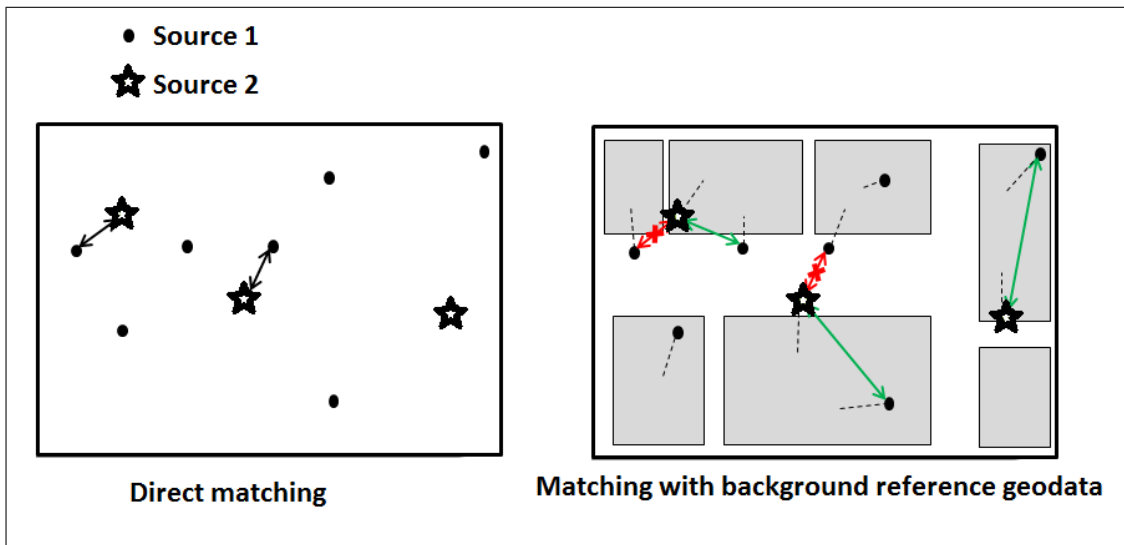 Source 1
Source 2
Direct matching
Matching with background reference geodata